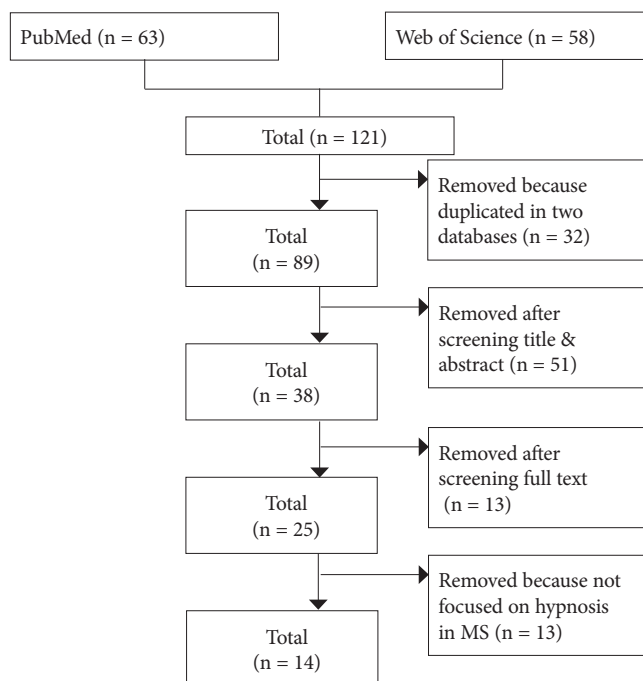 PubMed (n = 63)
Web of Science (n = 58)
Total (n = 121)
Removed because
duplicated in two
databases (n = 32)
Total
(n = 89)
Removed after
screening title &
abstract (n = 51)
Total
(n = 38)
Removed after
screening full text
(n = 13)
Total
(n = 25)
Removed because not
focused on hypnosis
in MS (n = 13)
Total
(n = 14)